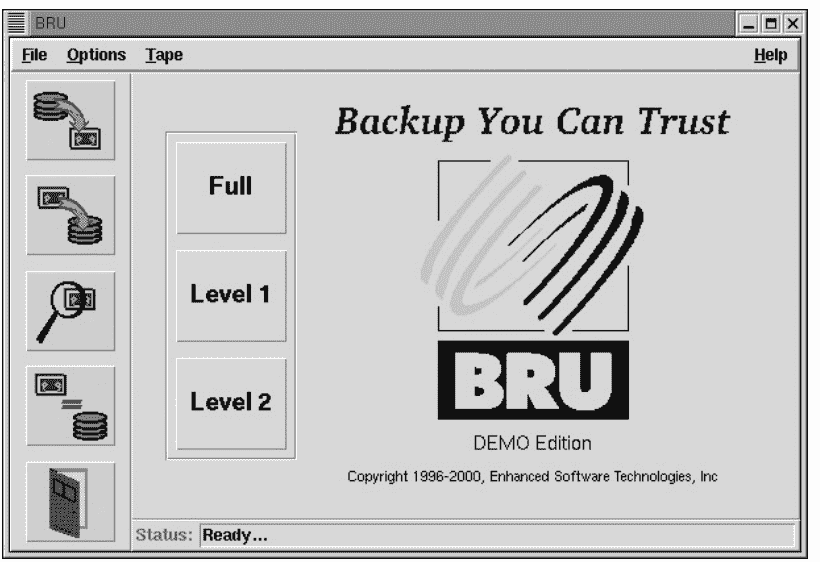 BRU
File Options Tape Help
Backup You Can Trust
Full
Level 1
Level 2
BRU
DEMO Edition
Copyright 1996-2000, Enhanced Software Technologies, Inc
Status: Ready...